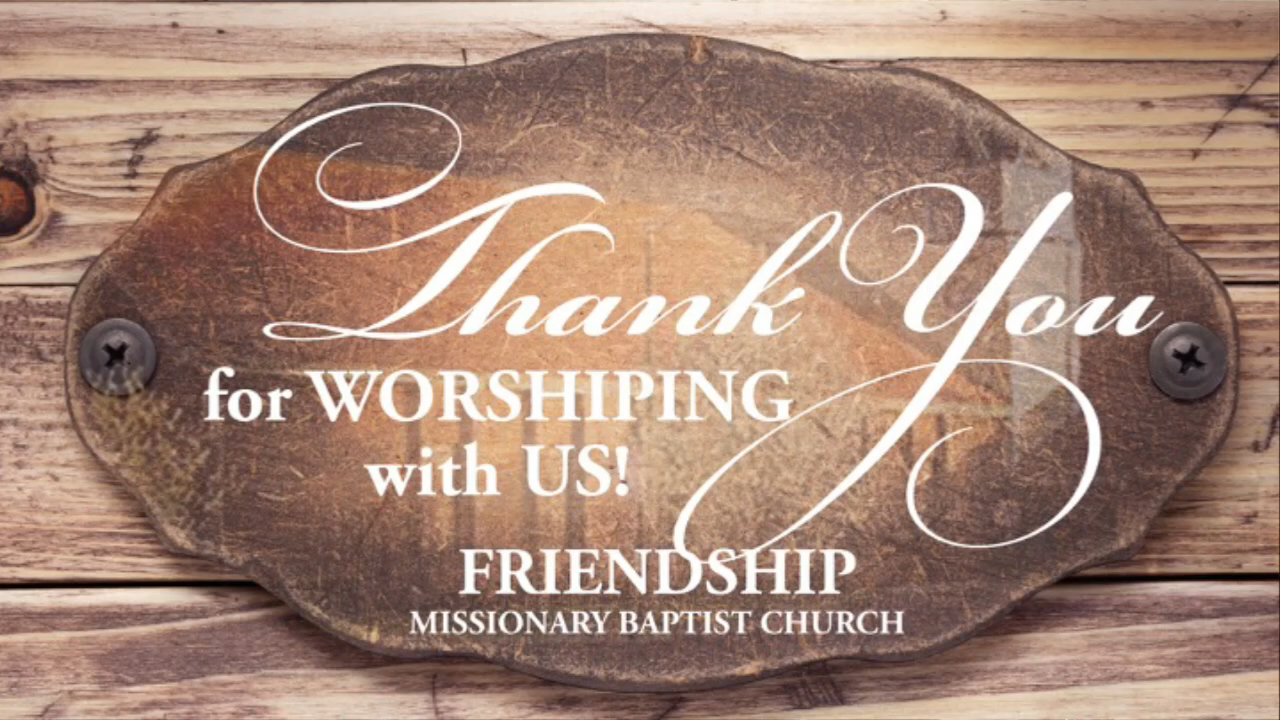 Thank You
for WORSHIPING
with US!
FRIENDSHIP
MISSIONARY BAPTIST CHURCH